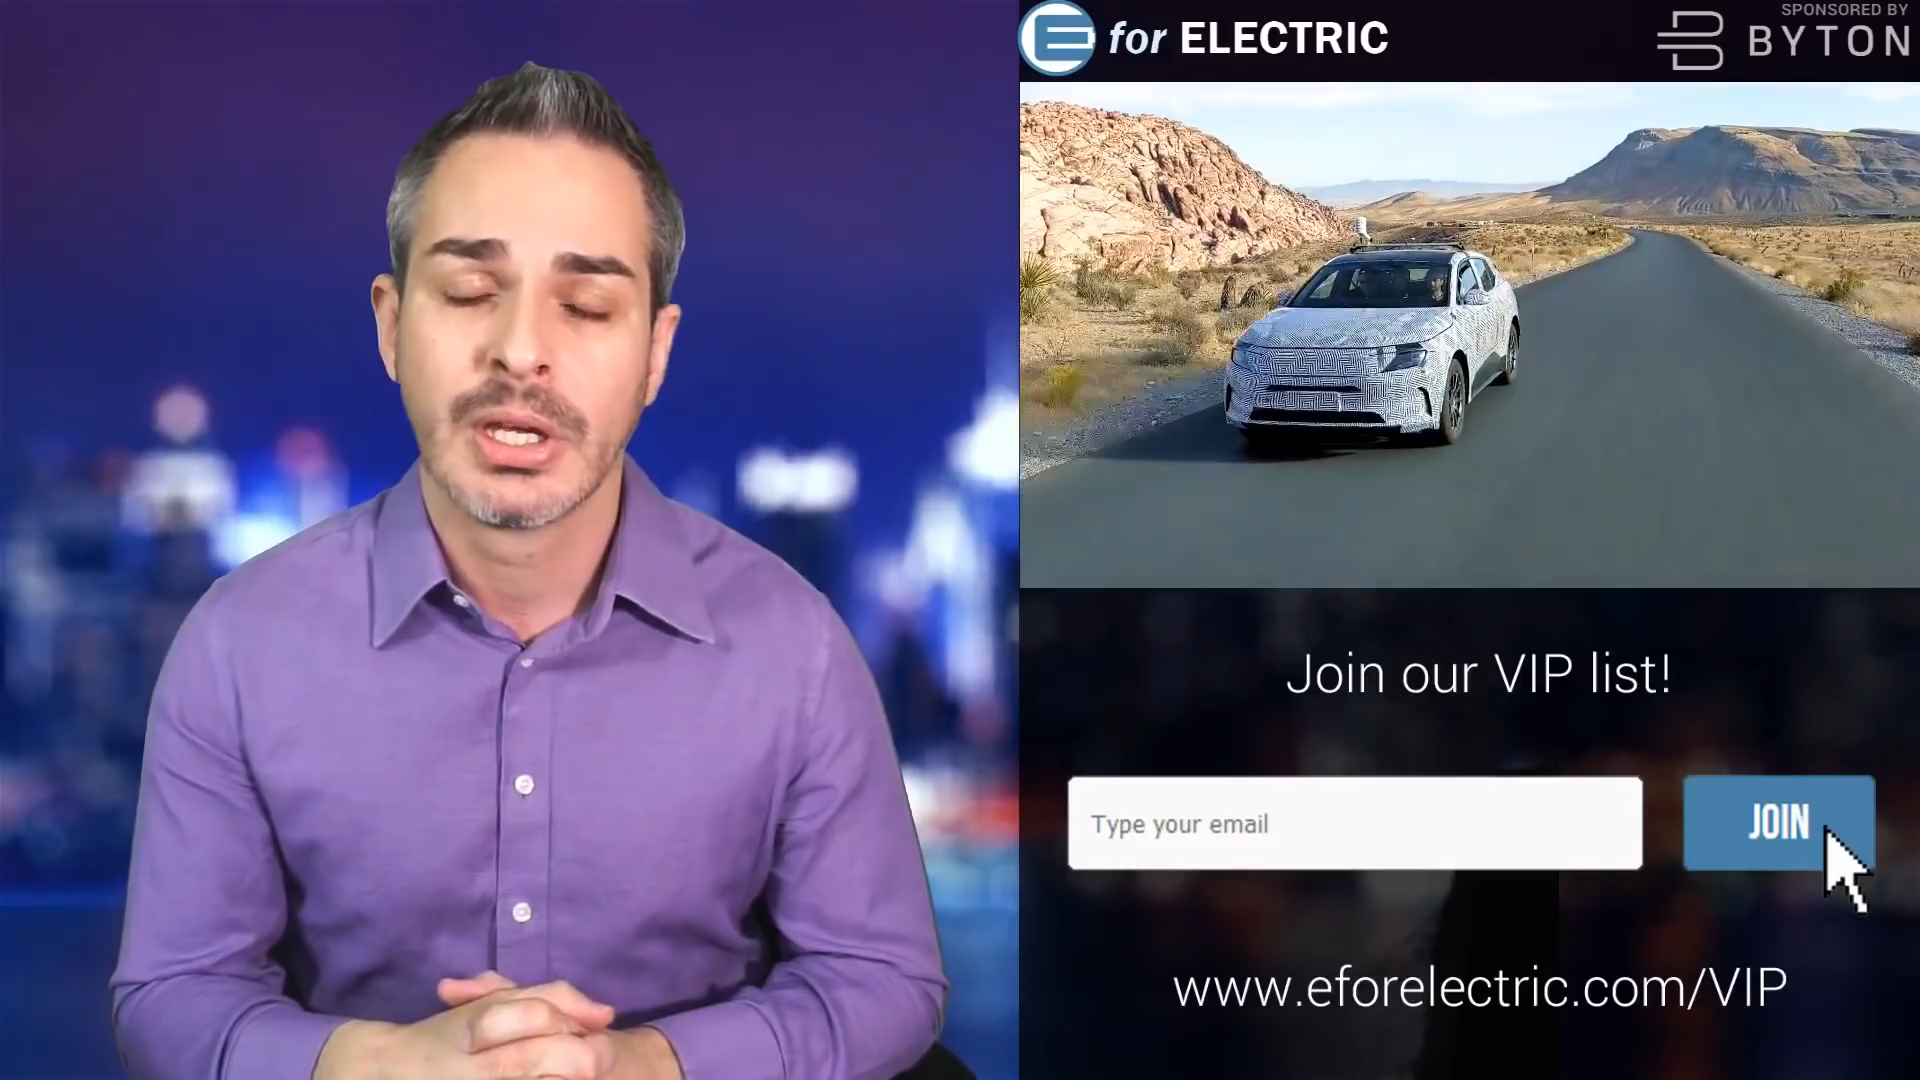 E for ELECTRIC
SPONSORED BY
BYTON
Join our VIP list!
Type your email
JOIN
www.eforelectric.com/VIP